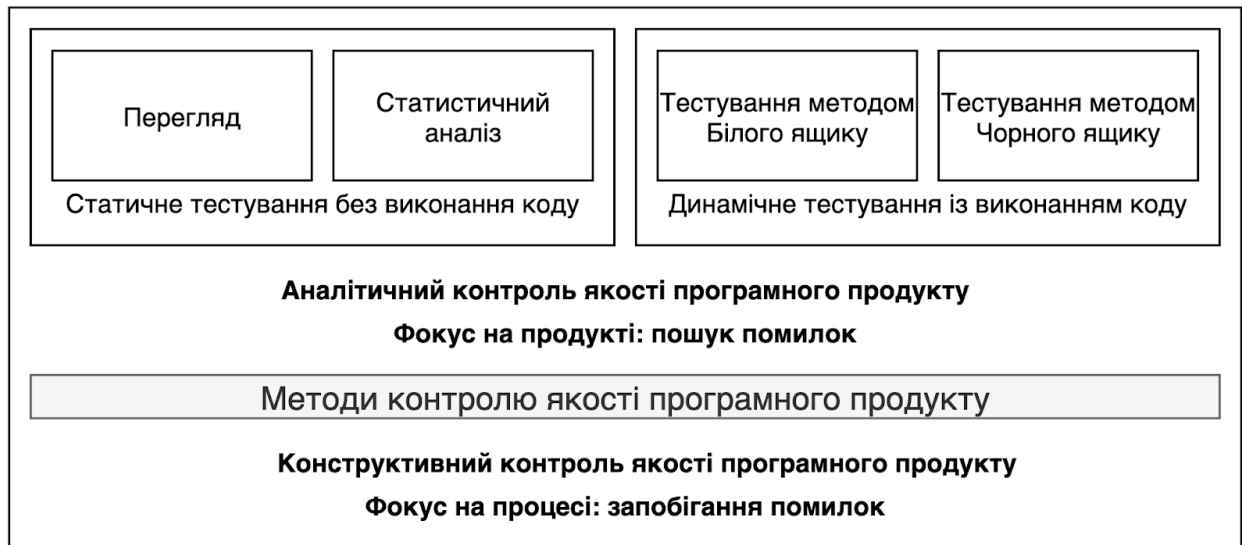 Перегляд
Статистичний
аналіз
Статичне тестування без виконання коду
Тестування методом
Білого ящику
Тестування методом
Чорного ящику
Динамічне тестування із виконанням коду
Аналітичний контроль якості програмного продукту
Фокус на продукті: пошук помилок
Методи контролю якості програмного продукту
Конструктивний контроль якості програмного продукту
Фокус на процесі: запобігання помилок